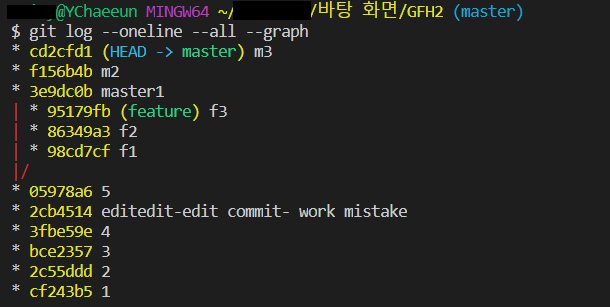 @YChaeeun MINGW64 ~/ /바탕 화면/GFH2 (master)
$ git log --oneline --all --graph
* cd2cfd1 (HEAD -> master) m3
* f156b4b m2
* 3e9dc0b master1
| * 95179fb (feature) f3
| * 86349a3 f2
| * 98cd7cf f1
|/
* 05978a6 5
* 2cb4514 editedit-edit commit- work mistake
* 3fbe59e 4
* bce2357 3
* 2c55ddd 2
* cf243b5 1